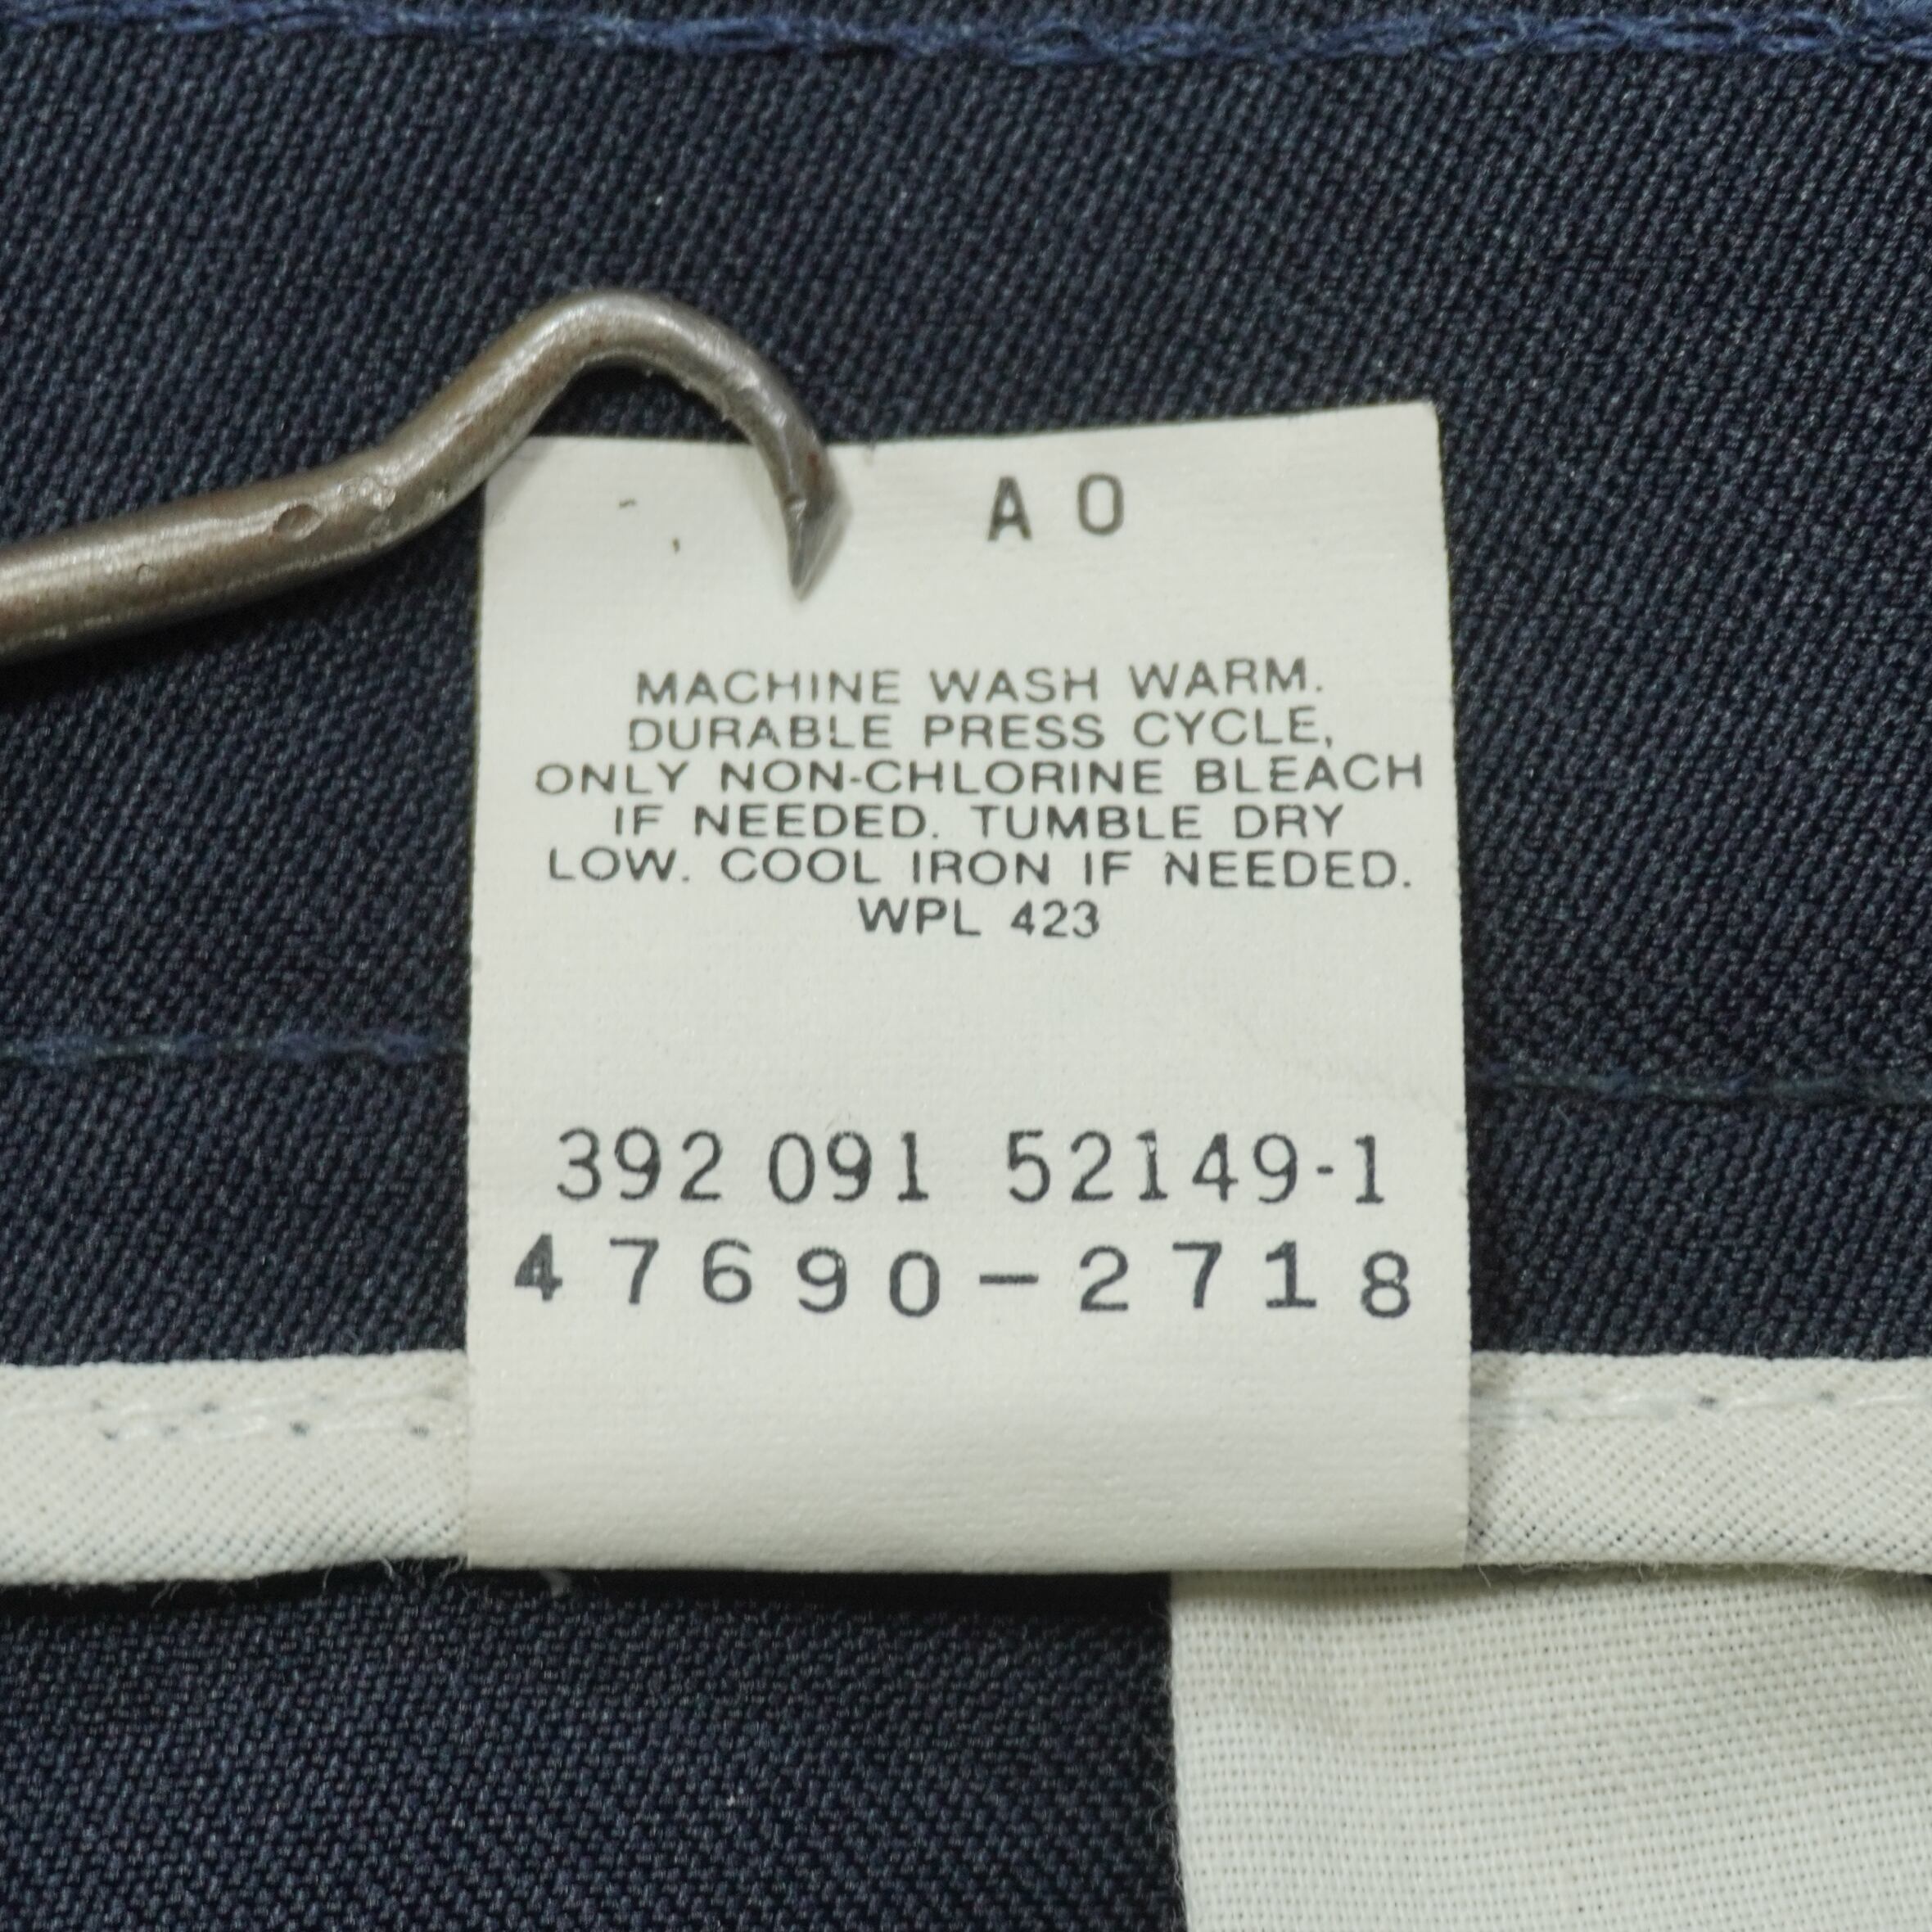 A O
MACHINE WASH WARM.
DURABLE PRESS CYCLE,
ONLY NON-CHLORINE BLEACH
IF NEEDED. TUMBLE DRY
LOW. COOL IRON IF NEEDED.
WPL 423
392 091 52149-1
47690-2718